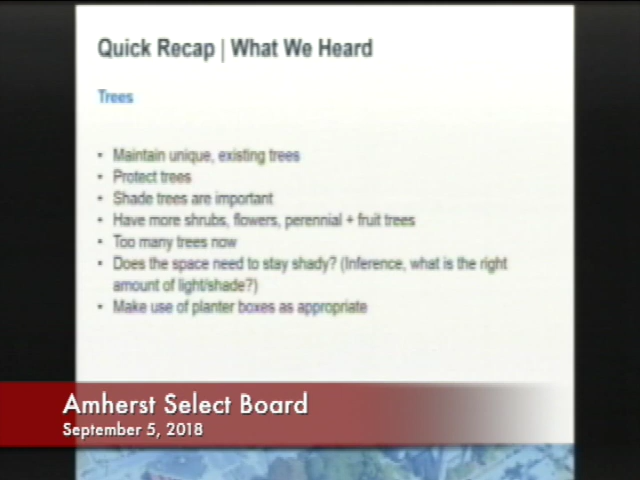 Quick Recap | What We Heard
Trees
• Maintain unique, existing trees
• Protect trees
• Shade trees are important
• Have more shrubs, flowers, perennial + fruit trees
• Too many trees now
• Does the space need to stay shady? (Inference, what is the right
amount of light/shade?)
• Make use of planter boxes as appropriate
Amherst Select Board
September 5, 2018